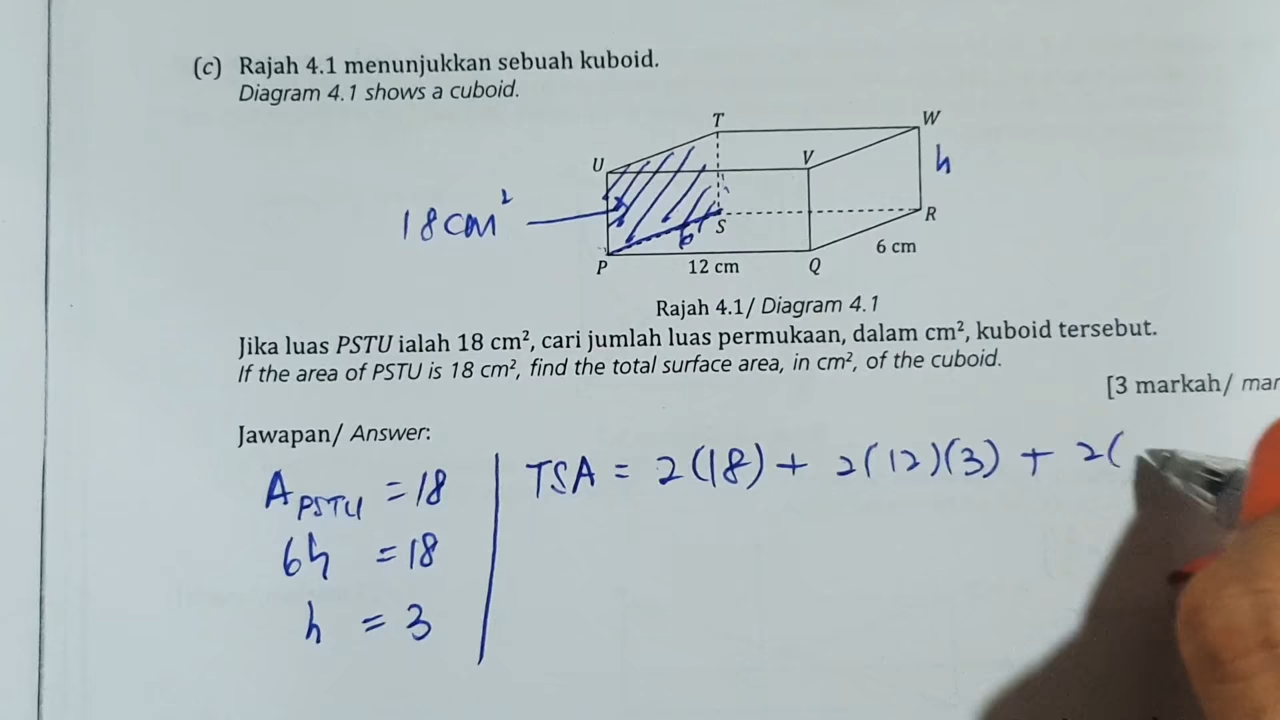 (c) Rajah 4.1 menunjukkan sebuah kuboid.
Diagram 4.1 shows a cuboid.
T
W
U
V
h
18cm²
S
R
6
6 cm
P
12 cm
Q
Rajah 4.1/ Diagram 4.1
Jika luas PSTU ialah 18 cm², cari jumlah luas permukaan, dalam cm², kuboid tersebut.
If the area of PSTU is 18 cm², find the total surface area, in cm², of the cuboid.
[3 markah/ mar
Jawapan/ Answer:
A PSTU = 18
6h = 18
h = 3
TSA = 2(18) + 2(12)(3) + 2(